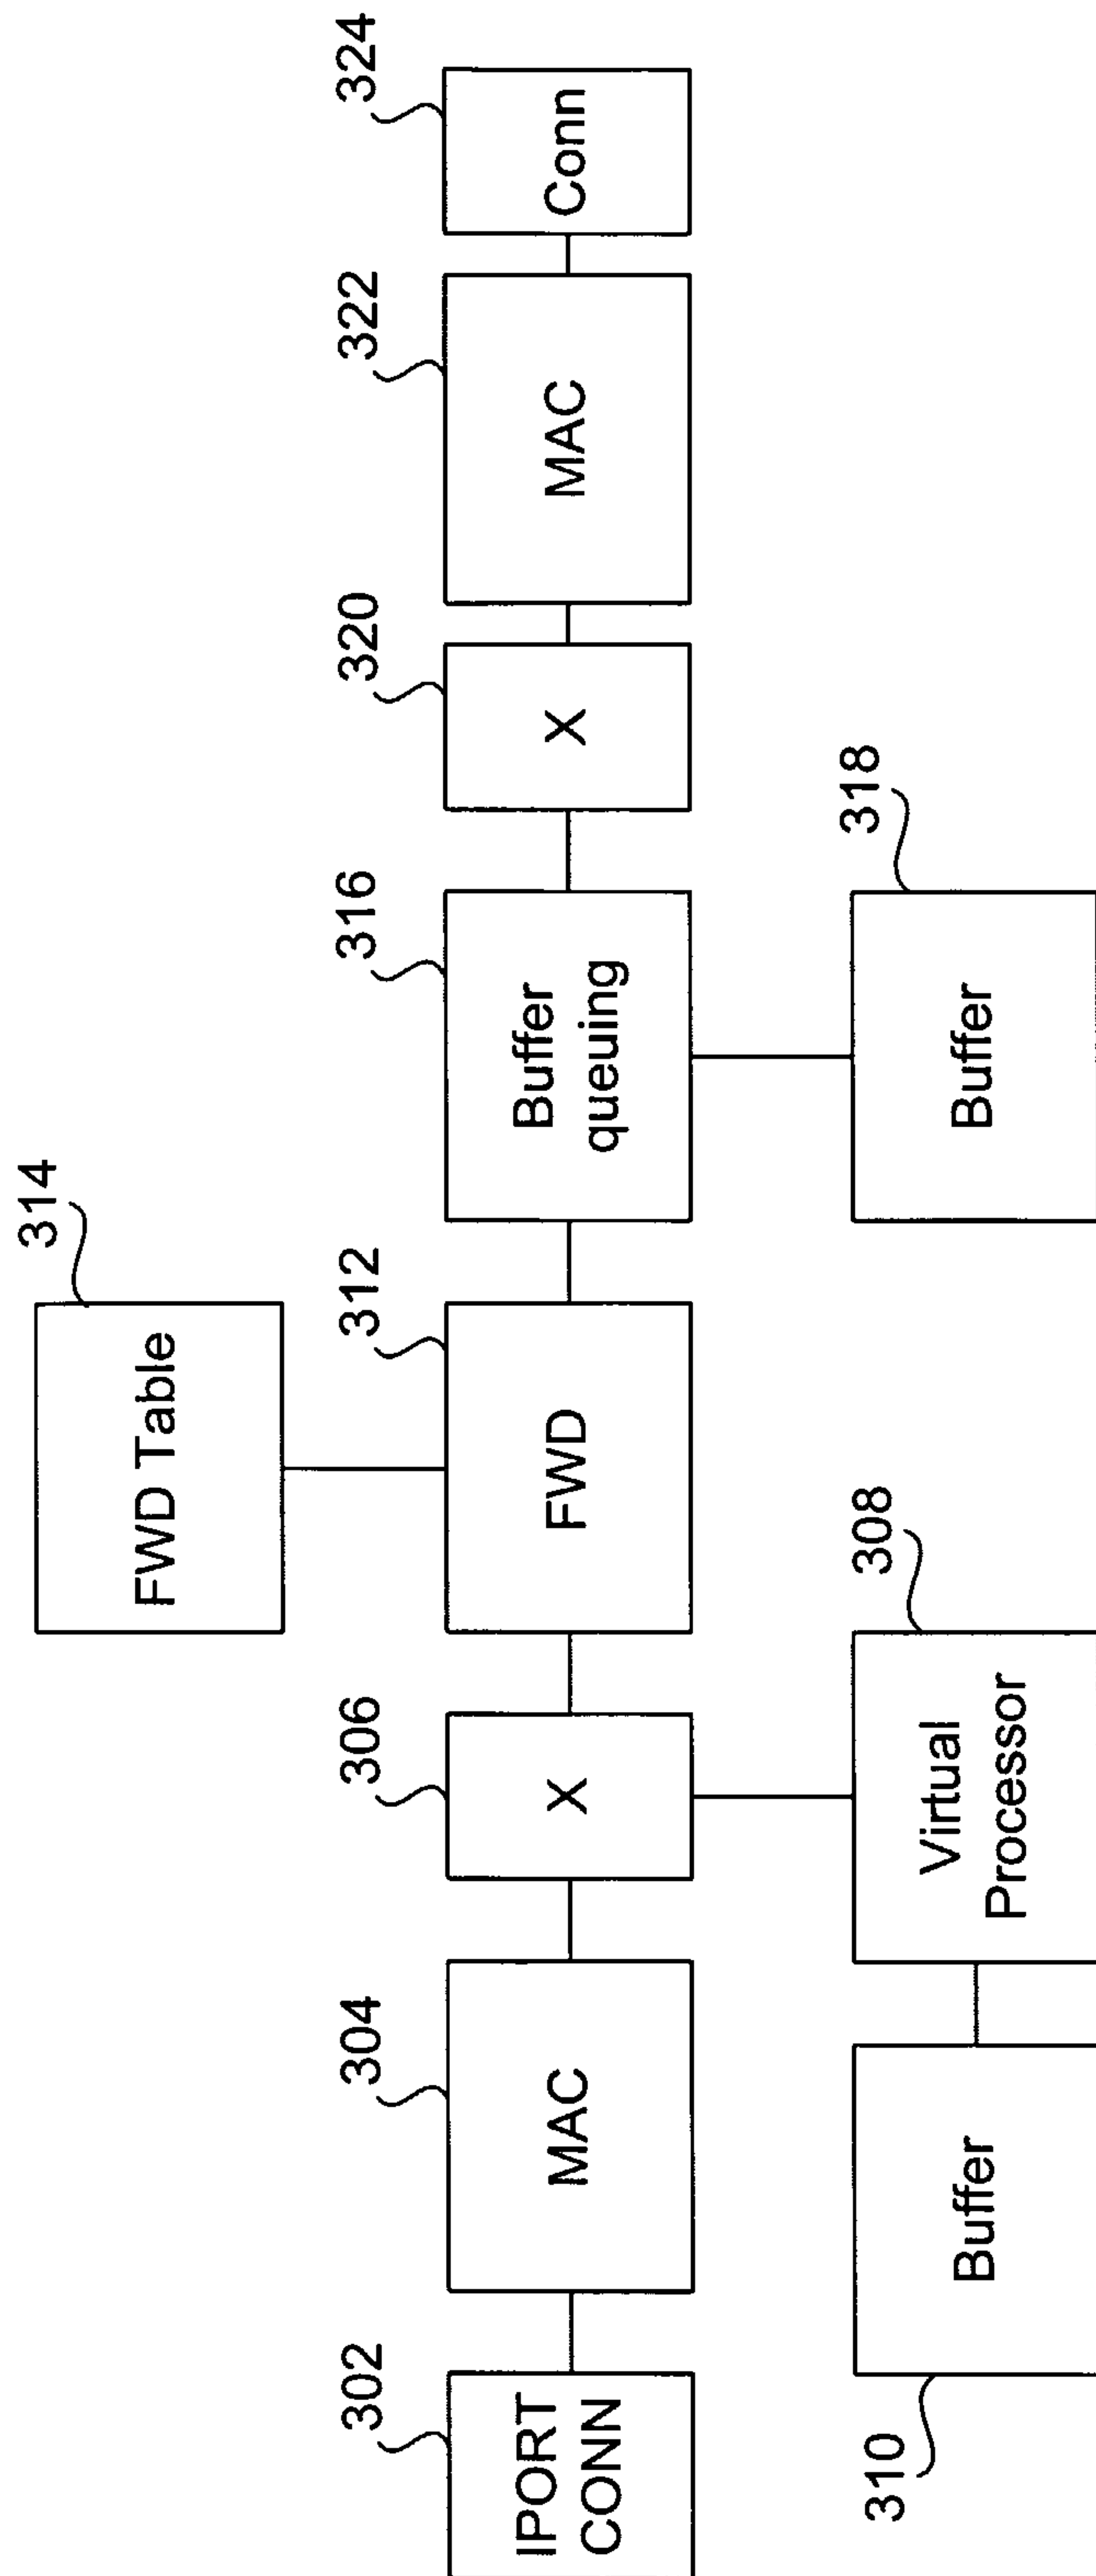 314
FWD Table
302
304
306
312
316
320
322
324
IPORT
CONN
MAC
X
FWD
Buffer
queuing
X
MAC
Conn
308
318
Buffer
Virtual
Processor
Buffer
310